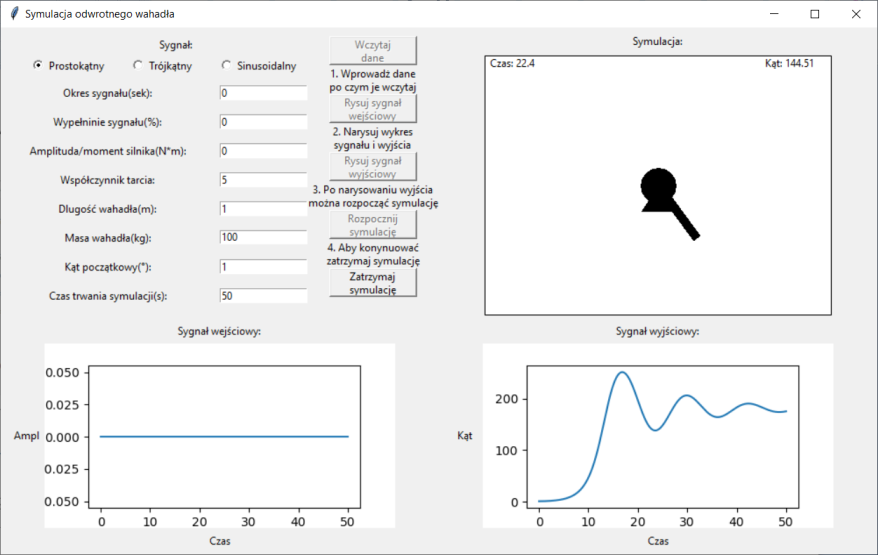 Symulacja odwrotnego wahadła
Sygnał:
Prostokątny
Trójkątny
Sinusoidalny
Okres sygnału(sek):
0
Wypełninie sygnału(%):
0
Amplituda/moment silnika(N*m):
0
Współczynnik tarcia:
5
Długość wahadła(m):
1
Masa wahadła(kg):
100
Kąt początkowy(°):
1
Czas trwania symulacji(s):
50
Wczytaj
dane
1. Wprowadź dane
po czym je wczytaj
Rysuj sygnał
wejściowy
2. Narysuj wykres
sygnału i wyjścia
Rysuj sygnał
wyjściowy
3. Po narysowaniu wyjścia
można rozpocząć symulację
Rozpocznij
symulację
4. Aby konynuować
zatrzymaj symulację
Zatrzymaj
symulację
Symulacja:
Czas: 22.4
Kąt: 144.51
Sygnał wejściowy:
Ampl
0.050
0.025
0.000
0.025
0.050
0 10 20 30 40 50
Czas
Sygnał wyjściowy:
Kąt
200
100
0
0 10 20 30 40 50
Czas